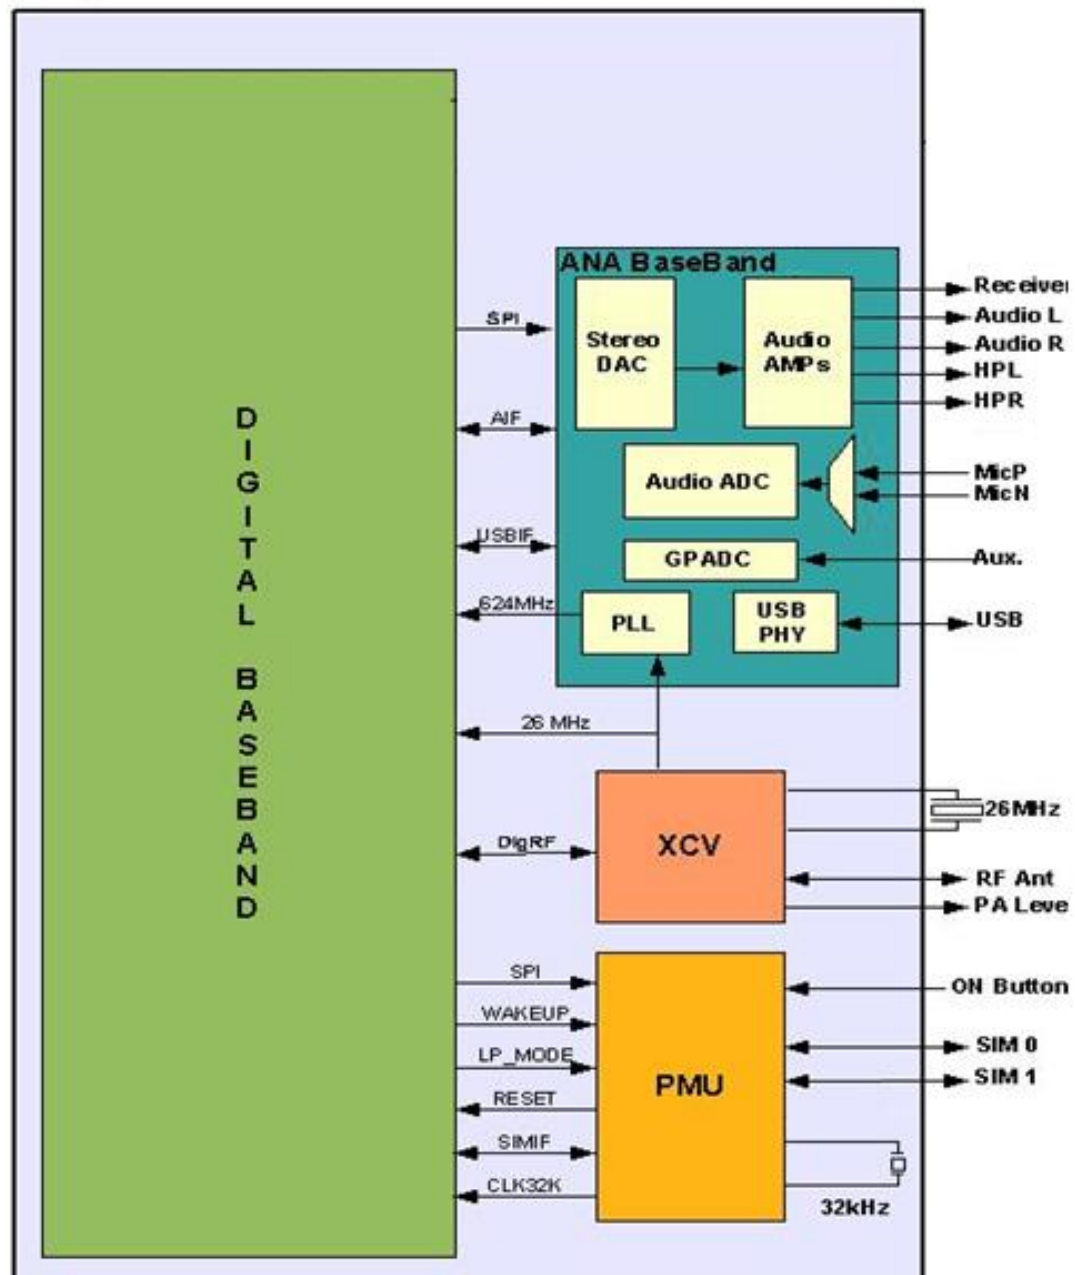 ANA BaseBand
Receiver
SPI
Stereo
DAC
Audio
AMPs
Audio L
Audio R
HPL
HPR
AIF
Audio ADC
MicP
MicN
USBIF
GPADC
Aux.
624MHz
PLL
USB
PHY
USB
DIGITAL BASEBAND
26 MHz
XCV
26MHz
DigRF
RF Ant
PA Leve
SPI
ON Button
WAKEUP
LP_MODE
PMU
SIM 0
SIM 1
RESET
SIMIF
CLK32K
32kHz